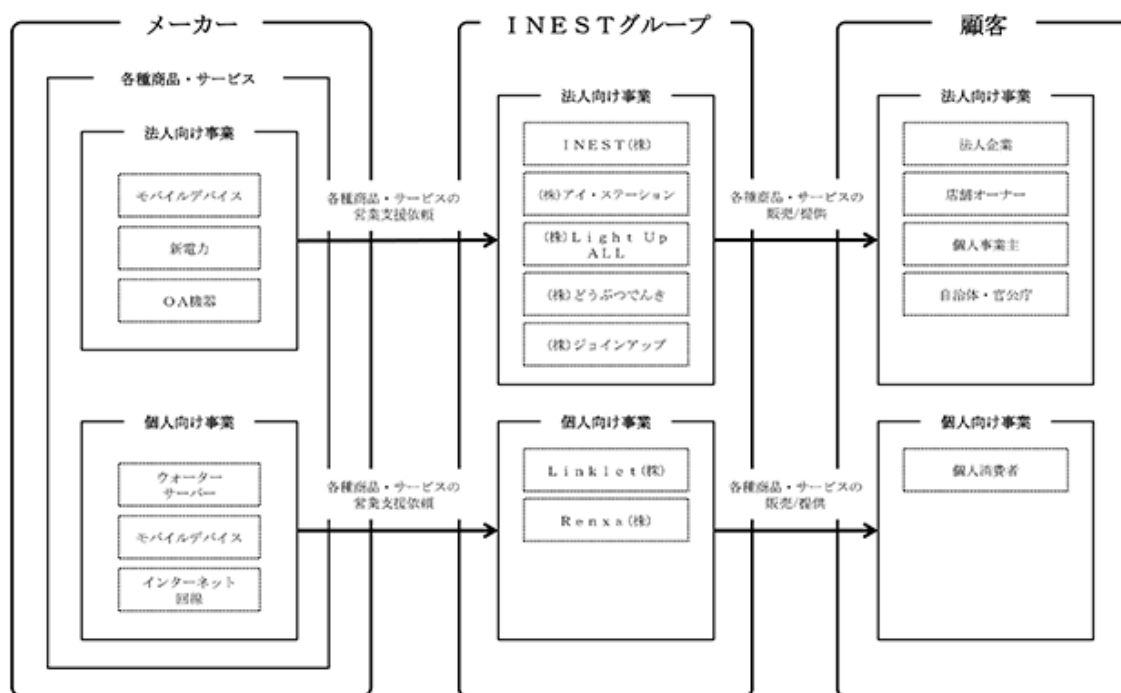 メーカー
各種商品・サービス
法人向け事業
モバイルデバイス
新電力
OA機器
個人向け事業
ウォーター
サーバー
モバイルデバイス
インターネット
回線
各種商品・サービスの
営業支援依頼
各種商品・サービスの
営業支援依頼
INESTグループ
法人向け事業
INEST(株)
(株)アイ・ステーション
(株)Light Up
ALL
(株)どうぶつでんき
(株)ジョインアップ
個人向け事業
Linklet(株)
Renxa(株)
各種商品・サービスの
販売/提供
各種商品・サービスの
販売/提供
顧客
法人向け事業
法人企業
店舗オーナー
個人事業主
自治体・官公庁
個人向け事業
個人消費者